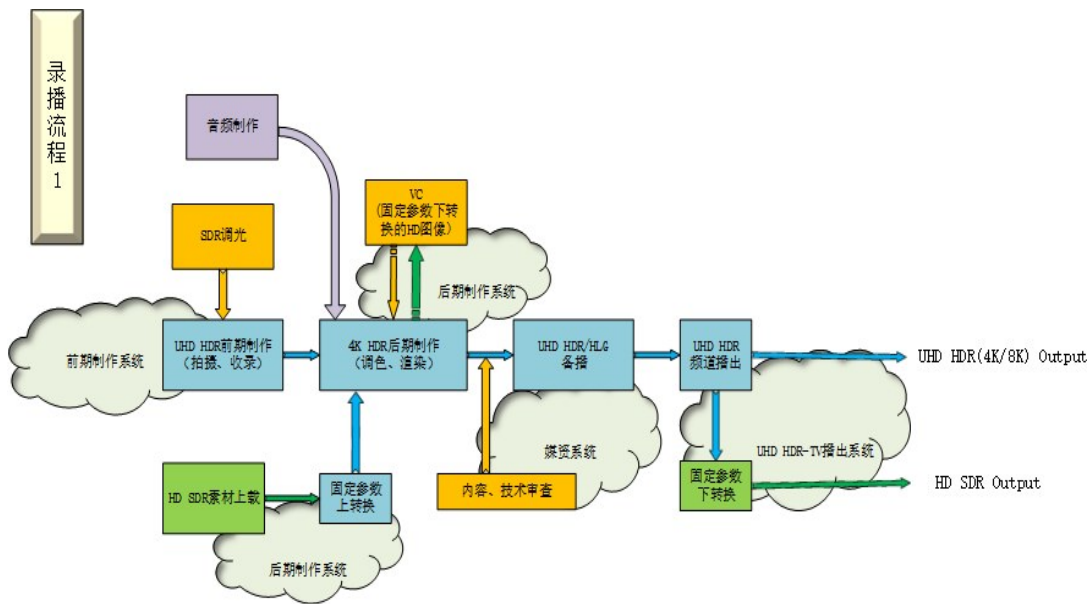 录播流程1
音频制作
VC
(固定参数下转
换的HD图像)
SDR调光
后期制作系统
前期制作系统
UHD HDR前期制作
(拍摄、收录)
4K HDR后期制作
(调色、渲染)
UHD HDR/HLG
备播
UHD HDR
频道播出
UHD HDR(4K/8K) Output
媒资系统
UHD HDR-TV播出系统
HD SDR素材上载
固定参数
上转换
内容、技术审查
固定参数
下转换
HD SDR Output
后期制作系统